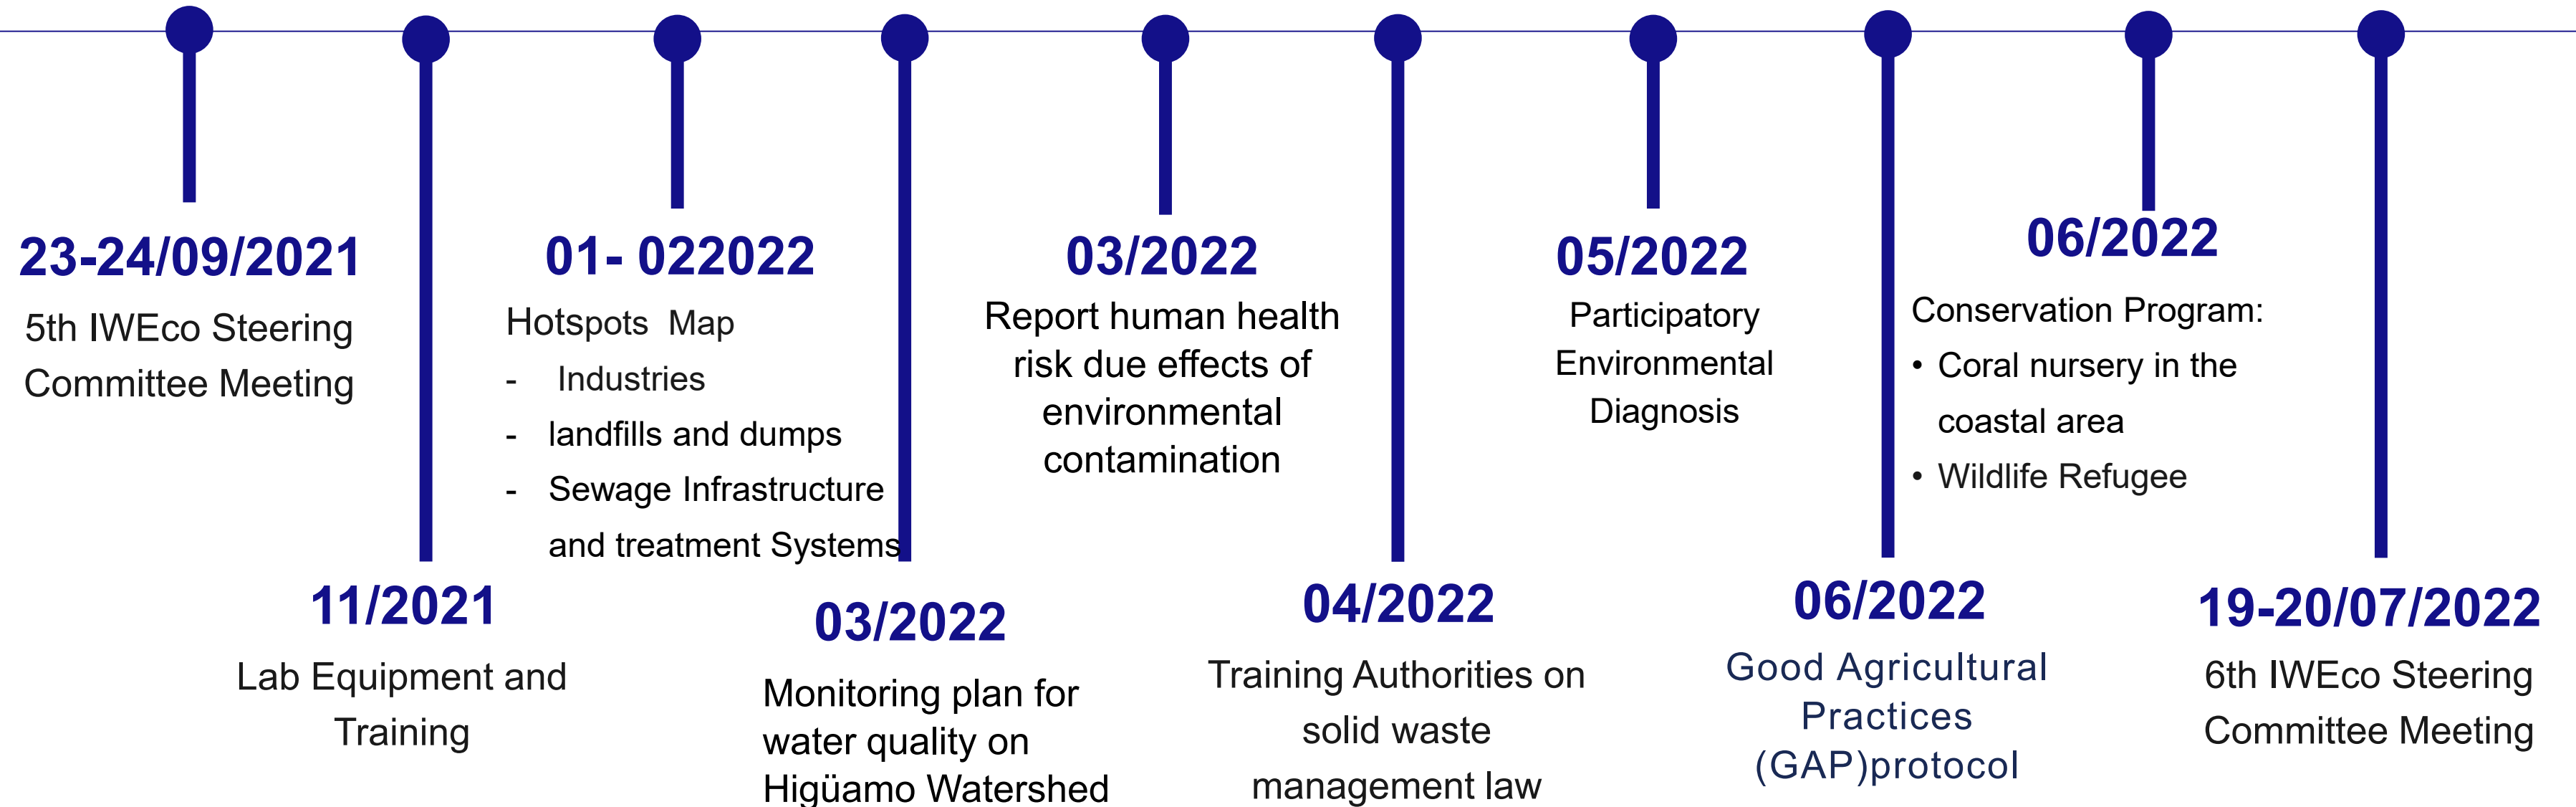 23-24/09/2021
5th IWEco Steering
Committee Meeting
11/2021
Lab Equipment and
Training
01- 022022
Hotspots Map
- Industries
- landfills and dumps
- Sewage Infrastructure
and treatment Systems
03/2022
Monitoring plan for
water quality on
Higüamo Watershed
03/2022
Report human health
risk due effects of
environmental
contamination
04/2022
Training Authorities on
solid waste
management law
05/2022
Participatory
Environmental
Diagnosis
06/2022
Good Agricultural
Practices
(GAP)protocol
06/2022
Conservation Program:
• Coral nursery in the
coastal area
• Wildlife Refugee
19-20/07/2022
6th IWEco Steering
Committee Meeting